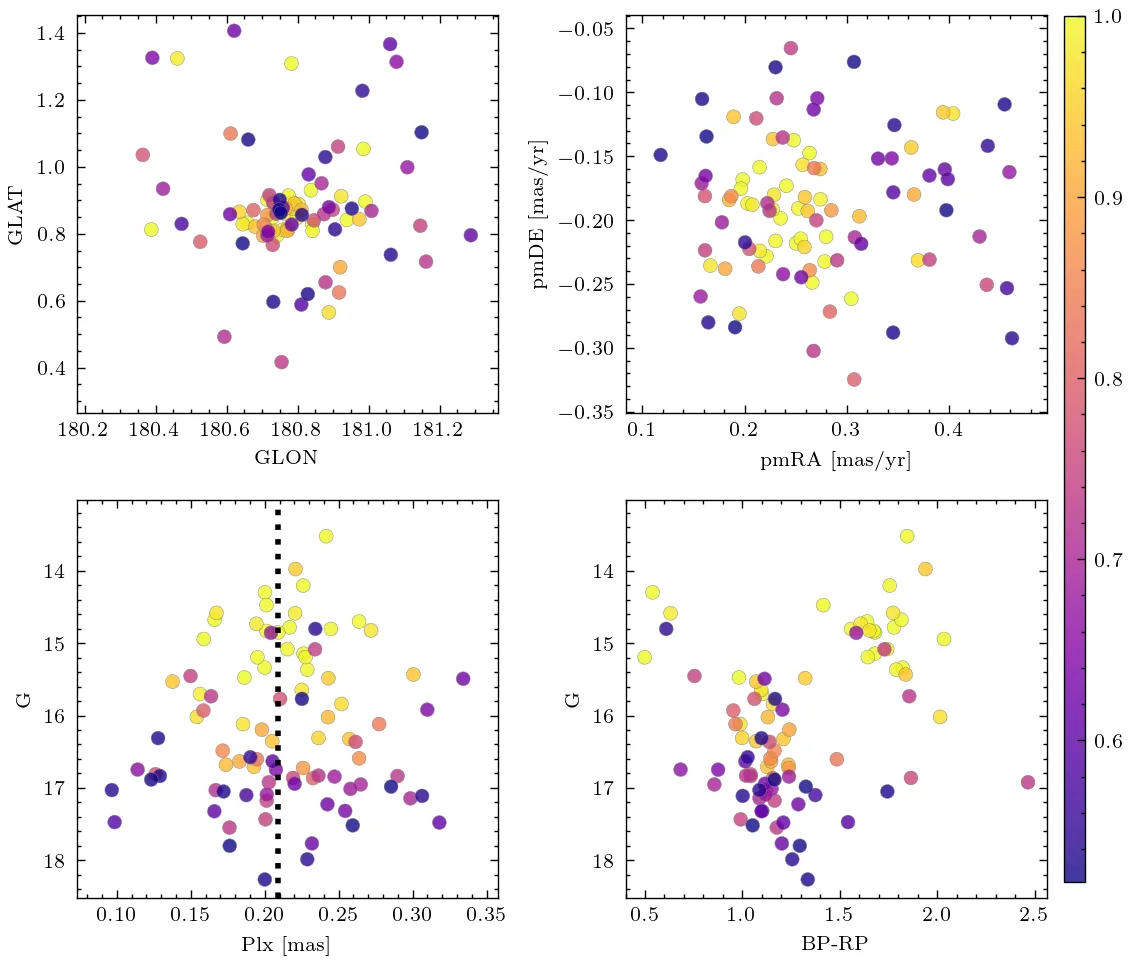 1.4
1.2
1.0
0.8
0.6
0.4
GLAT
180.2 180.4 180.6 180.8 181.0 181.2
GLON
−0.05
−0.10
−0.15
−0.20
−0.25
−0.30
−0.35
pmDE [mas/yr]
0.1 0.2 0.3 0.4
pmRA [mas/yr]
1.0
0.9
0.8
0.7
0.6
14
15
16
17
18
G
0.10 0.15 0.20 0.25 0.30 0.35
Plx [mas]
14
15
16
17
18
G
0.5 1.0 1.5 2.0 2.5
BP-RP